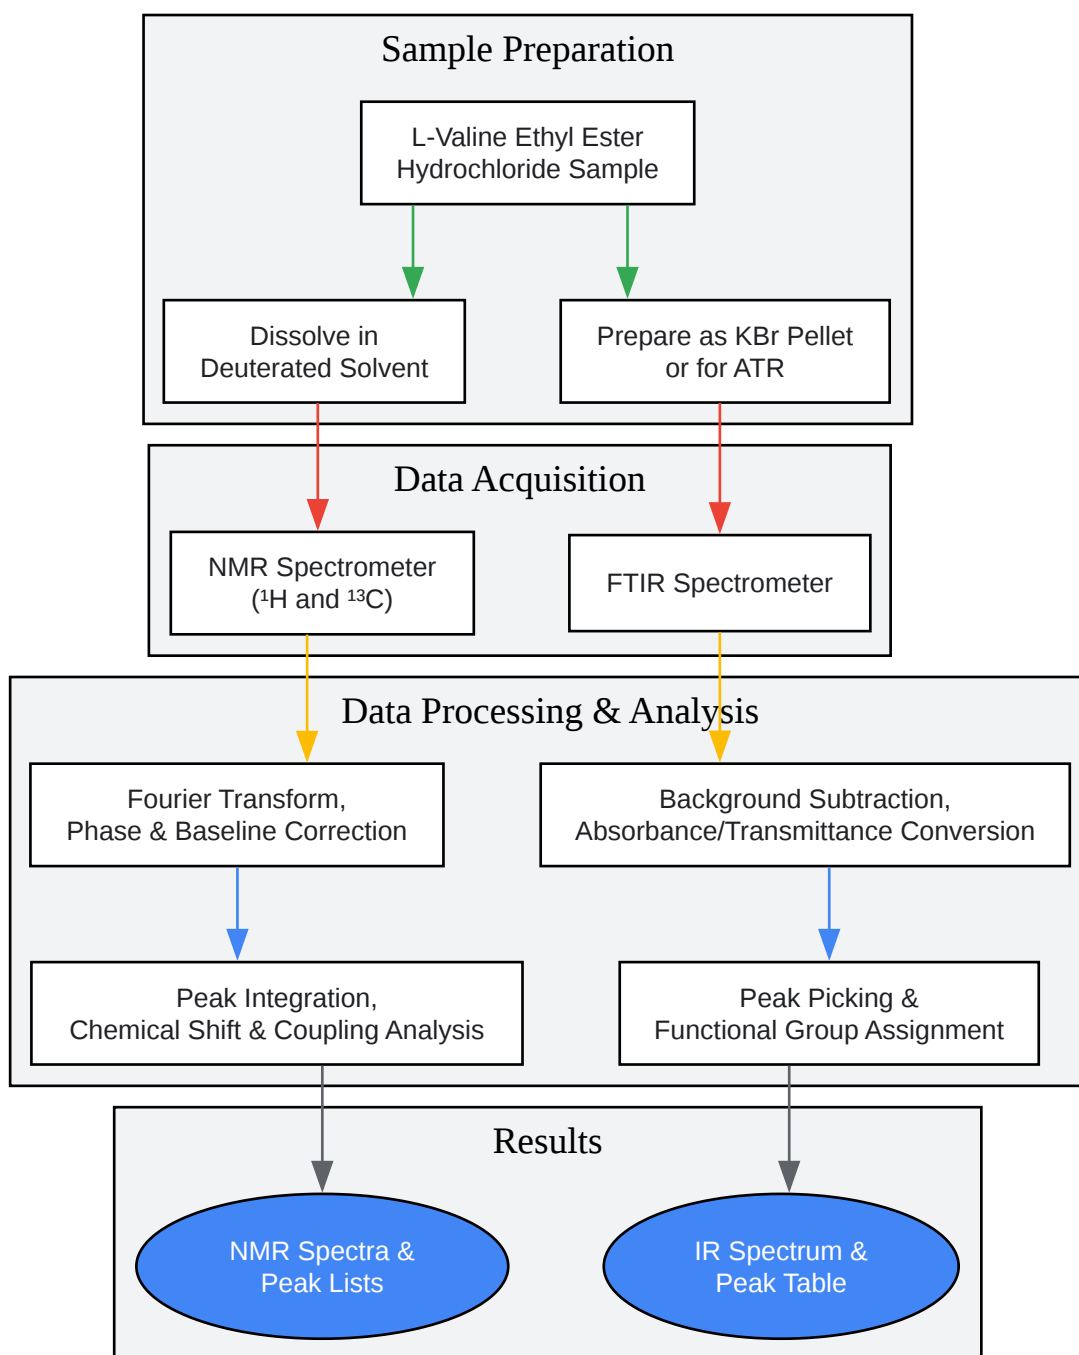 Sample Preparation
L-Valine Ethyl Ester
Hydrochloride Sample
Dissolve in
Deuterated Solvent
Prepare as KBr Pellet
or for ATR
Data Acquisition
NMR Spectrometer
(¹H and ¹³C)
FTIR Spectrometer
Data Processing & Analysis
Fourier Transform,
Phase & Baseline Correction
Background Subtraction,
Absorbance/Transmittance Conversion
Peak Integration,
Chemical Shift & Coupling Analysis
Peak Picking &
Functional Group Assignment
Results
NMR Spectra &
Peak Lists
IR Spectrum &
Peak Table